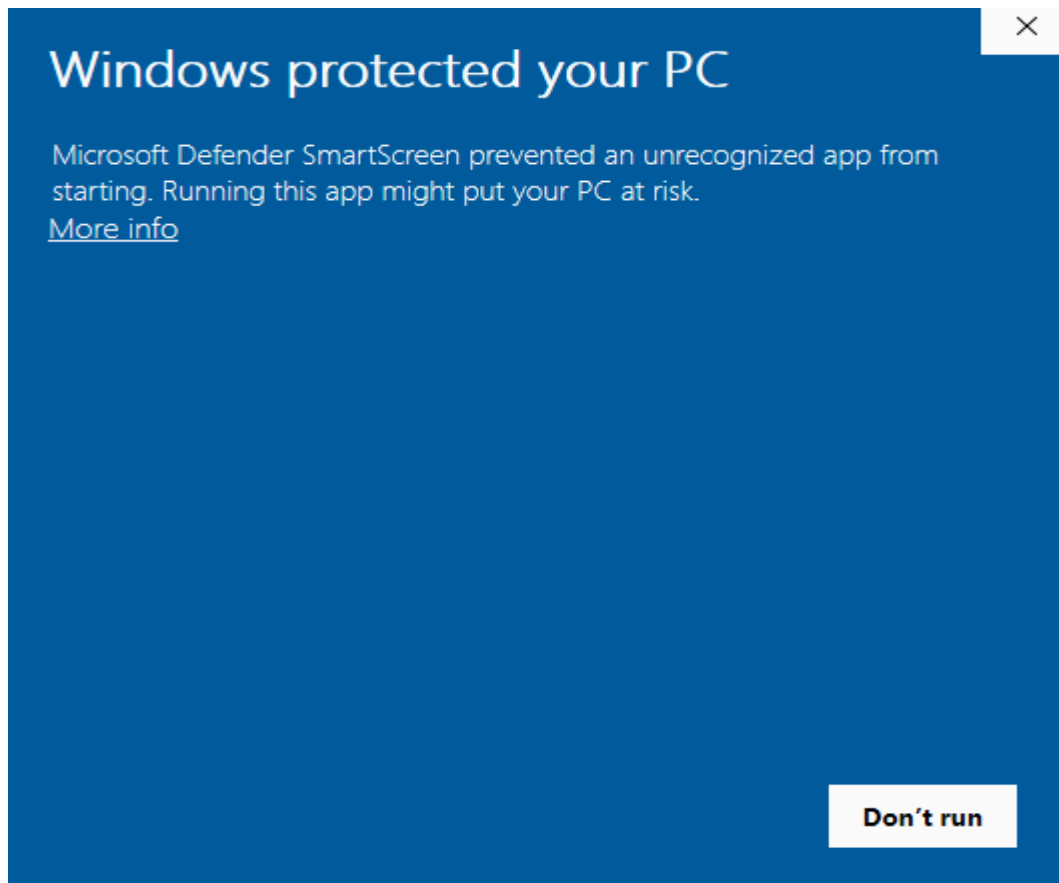 Windows protected your PC
Microsoft Defender SmartScreen prevented an unrecognized app from
starting. Running this app might put your PC at risk.
More info
Don’t run